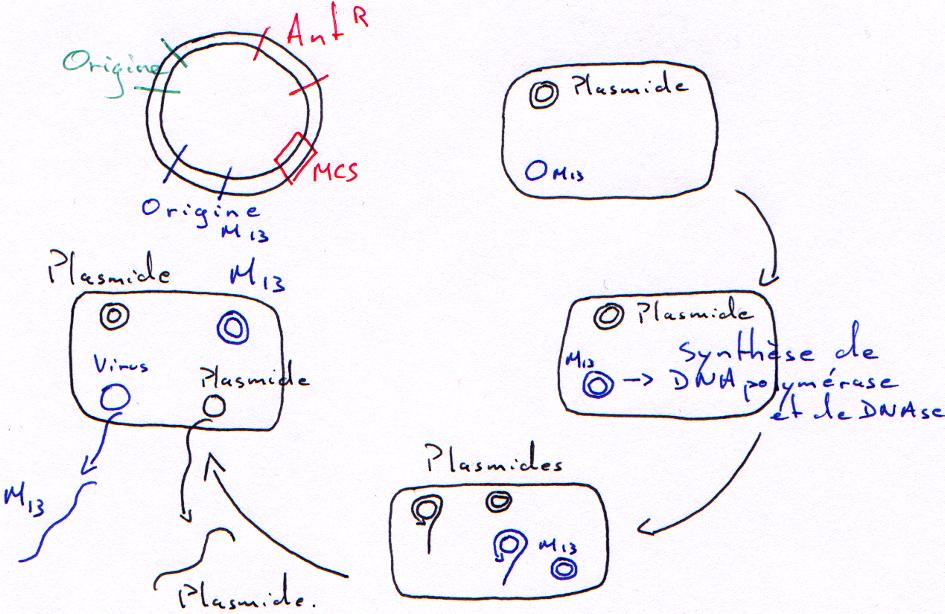 Ant R
Origine
MCS
Origine
M13
Plasmide
M13
Plasmide
M13
Virus
Plasmide
M13
Plasmide.
Plasmide
M13
Synthèse de
DNA polymérase
et de DNAse
Plasmides
M13